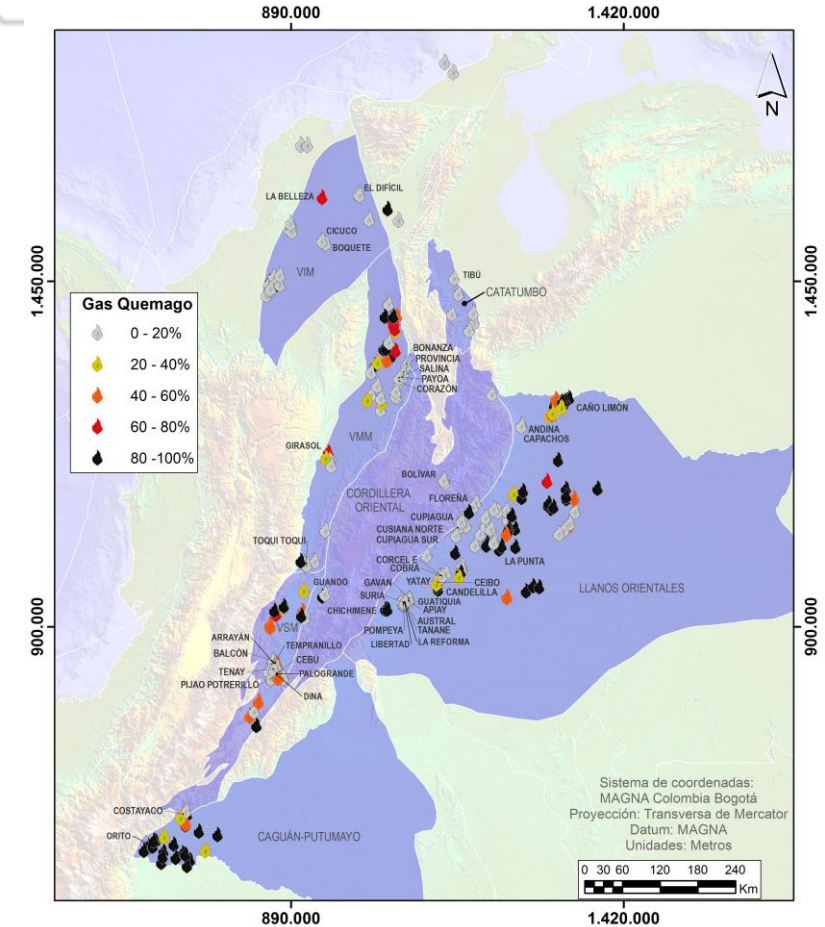 890.000
1.420.000
N
LA BELLEZA
EL DIFÍCIL
CICUCO
BOQUETE
VIM
TIBÚ
CATATUMBO
1.450.000
1.450.000
Gas Quemago
0 - 20%
20 - 40%
40 - 60%
60 - 80%
80 -100%
BONANZA
PROVINCIA
SALINA
PAYOA
CORAZÓN
CAÑO LIMÓN
ANDINA
CAPACHOS
GIRASOL
VMM
BOLÍVAR
CORDILLERA
ORIENTAL
FLOREÑA
CUPIAGUA
CUSIANA NORTE
CUPIAGUA SUR
TOQUI TOQUI
LA PUNTA
CORCEL E
COBRA
GUANDO
GAVAN
YATAY
CEIBO
CANDELILLA
LLANOS ORIENTALES
SURIA
GUATIQUIA
CHICHIMENE
APIAY
AUSTRAL
TANANE
POMPEYA
LIBERTAD
LA REFORMA
900.000
900.000
VSM
ARRAYÁN
TEMPRANILLO
BALCÓN
CEBÚ
TENAY
PALOGRANDE
PIJAO POTRERILLO
DINA
COSTAYACO
ORITO
CAGUÁN-PUTUMAYO
Sistema de coordenadas:
MAGNA Colombia Bogotá
Proyección: Transversa de Mercator
Datum: MAGNA
Unidades: Metros
0 30 60 120 180 240
Km
890.000
1.420.000